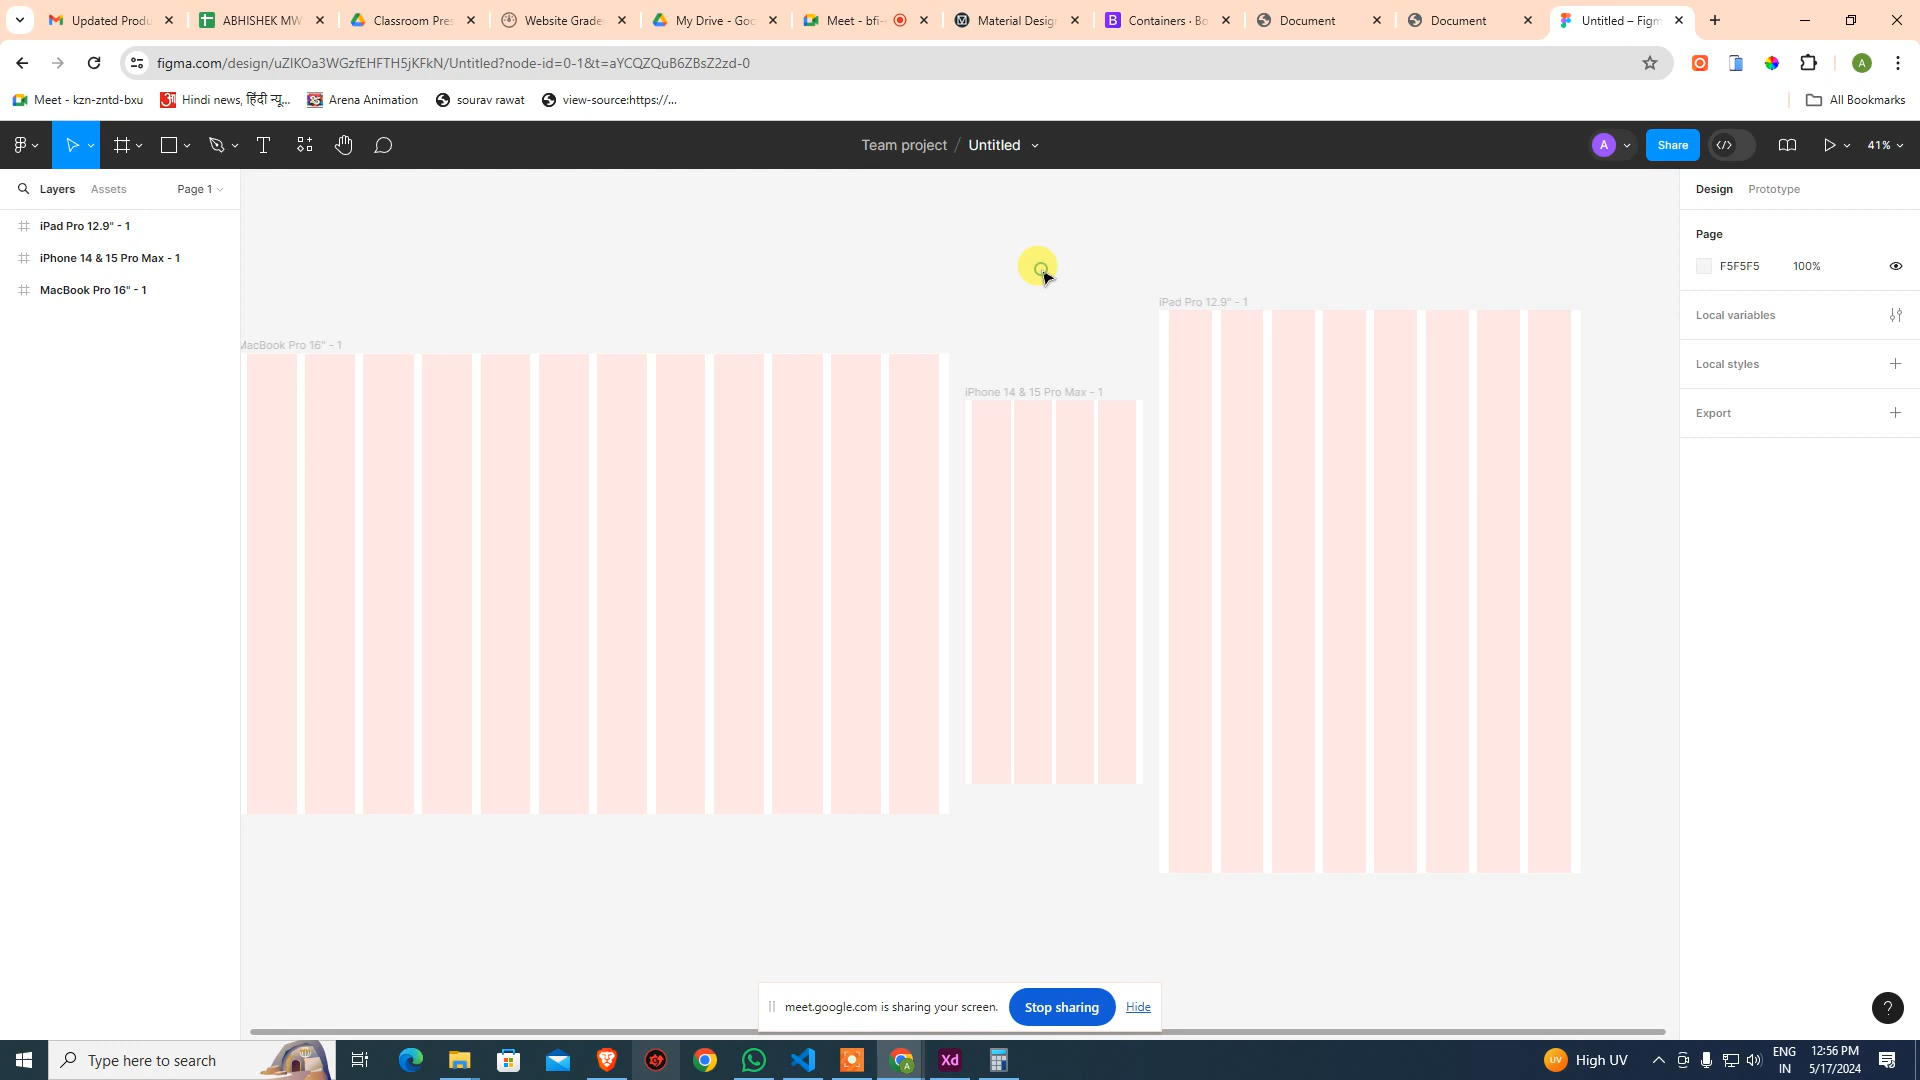 Updated Produ
ABHISHEK MW
Classroom Pres
Website Grade
My Drive - Goo
Meet - bfi-
Material Design
Containers · Bo
Document
Document
Untitled – Figm
figma.com/design/uZlKOa3WGzfEHFTH5jKFkN/Untitled?node-id=0-1&t=aYCQZQuB6ZBsZ2zd-0
A
Meet - kzn-zntd-bxu
Hindi news, हिंदी न्यू...
Arena Animation
sourav rawat
view-source:https://...
All Bookmarks
Team project / Untitled
A
Share
41%
Layers
Assets
Page 1
Design
Prototype
iPad Pro 12.9" - 1
iPhone 14 & 15 Pro Max - 1
MacBook Pro 16" - 1
Page
F5F5F5 100%
Local variables
Local styles
Export
MacBook Pro 16" - 1
iPhone 14 & 15 Pro Max - 1
iPad Pro 12.9" - 1
meet.google.com is sharing your screen.
Stop sharing
Hide
?
Type here to search
Xd
UV
High UV
ENG
IN
12:56 PM
5/17/2024